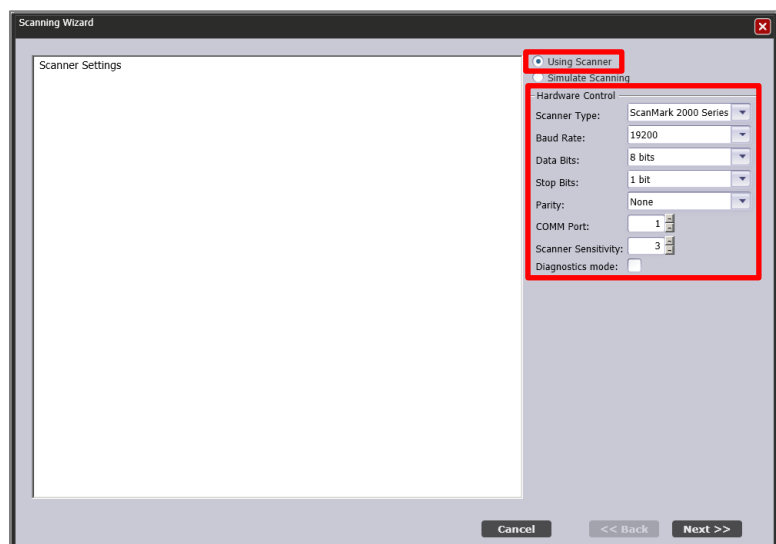 Scanning Wizard
Scanner Settings
Using Scanner
Simulate Scanning
Hardware Control
Scanner Type: ScanMark 2000 Series
Baud Rate: 19200
Data Bits: 8 bits
Stop Bits: 1 bit
Parity: None
COMM Port: 1
Scanner Sensitivity: 3
Diagnostics mode:
Cancel << Back Next >>